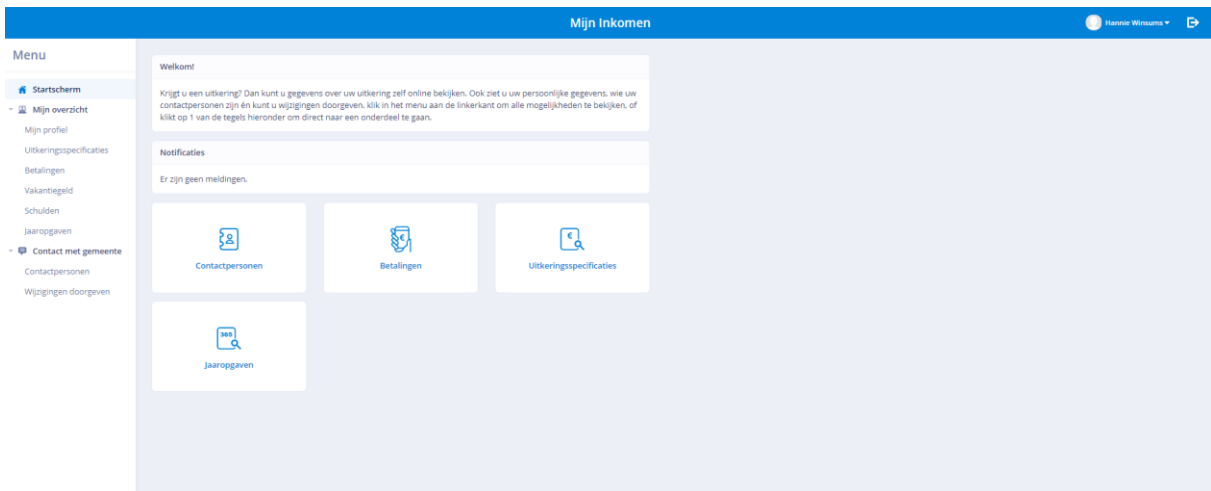 Mijn Inkomen
Hannie Winsums
Menu
Startscherm
Mijn overzicht
Mijn profiel
Uitkeringsspecificaties
Betalingen
Vakantiegeld
Schulden
Jaaropgaven
Contact met gemeente
Contactpersonen
Wijzigingen doorgeven
Welkom!
Krijgt u een uitkering? Dan kunt u gegevens over uw uitkering zelf online bekijken. Ook ziet u uw persoonlijke gegevens, wie uw
contactpersonen zijn én kunt u wijzigingen doorgeven. klik in het menu aan de linkerkant om alle mogelijkheden te bekijken, of
klikt op 1 van de tegels hieronder om direct naar een onderdeel te gaan.
Notificaties
Er zijn geen meldingen.
Contactpersonen
€
Betalingen
€
Uitkeringsspecificaties
365
Jaaropgaven